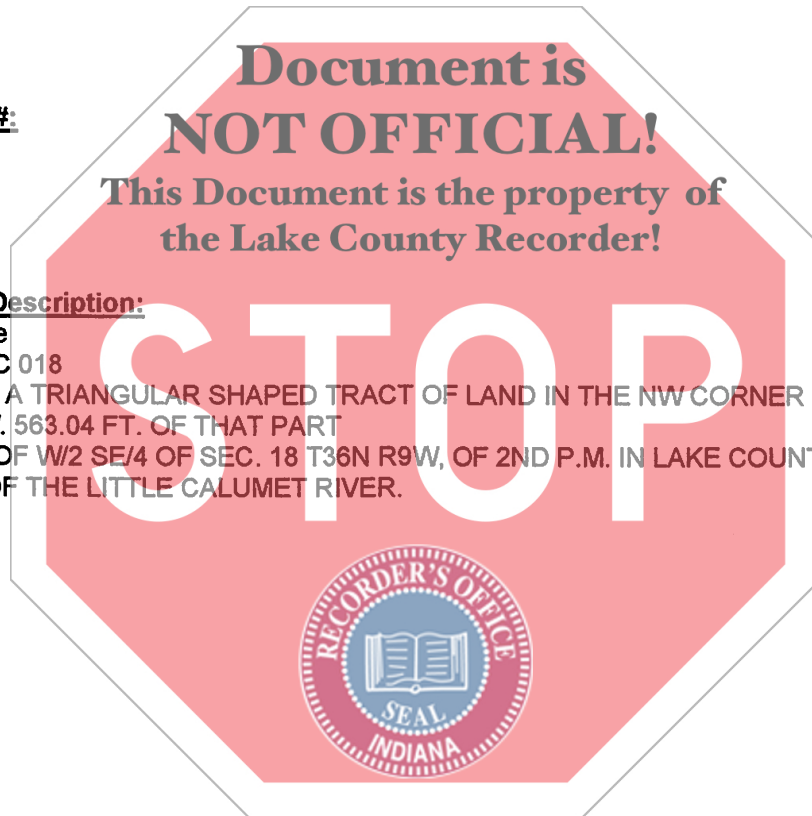 Document is
NOT OFFICIAL!
#:
This Document is the property of
the Lake County Recorder!
Description:
e
C 018
A TRIANGULAR SHAPED TRACT OF LAND IN THE NW CORNER
. 563.04 FT. OF THAT PART
OF W/2 SE/4 OF SEC. 18 T36N R9W, OF 2ND P.M. IN LAKE COUNT
OF THE LITTLE CALUMET RIVER.
STOP
RECORDER'S OFFICE
SEAL
INDIANA